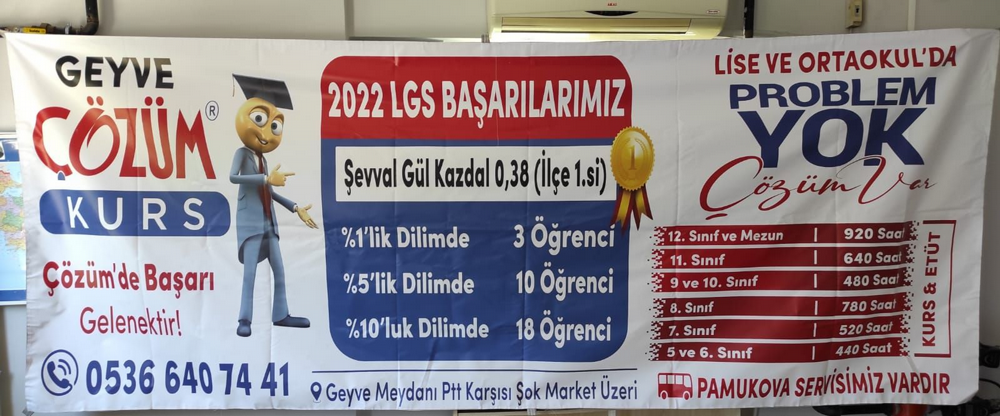 GEYVE
ÇÖZÜM®
KURS
Çözüm'de Başarı
Gelenektir!
0536 640 74 41
2022 LGS BAŞARILARIMIZ
1
Şevval Gül Kazdal 0,38 (İlçe 1.si)
%1'lik Dilimde 3 Öğrenci
%5'lik Dilimde 10 Öğrenci
%10'luk Dilimde 18 Öğrenci
Geyve Meydanı Ptt Karşısı Şok Market Üzeri
LİSE VE ORTAOKUL'DA
PROBLEM
YOK
Çözüm Var
12. Sınıf ve Mezun | 920 Saat
11. Sınıf | 640 Saat
9 ve 10. Sınıf | 480 Saat
8. Sınıf | 780 Saat
7. Sınıf | 520 Saat
5 ve 6. Sınıf | 440 Saat
KURS & ETÜT
PAMUKOVA SERVİSİMİZ VARDIR